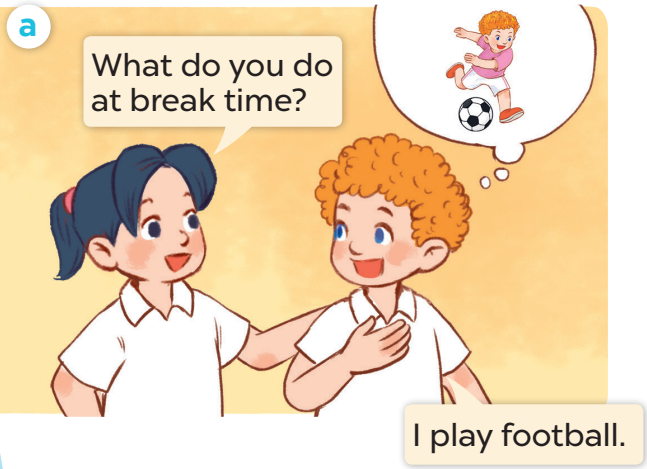 a
What do you do
at break time?
I play football.